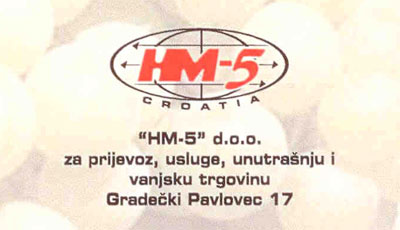 HM-5
CROATIA
"HM-5" d.o.o.
za prijevoz, usluge, unutrašnju i
vanjsku trgovinu
Gradečki Pavlovec 17